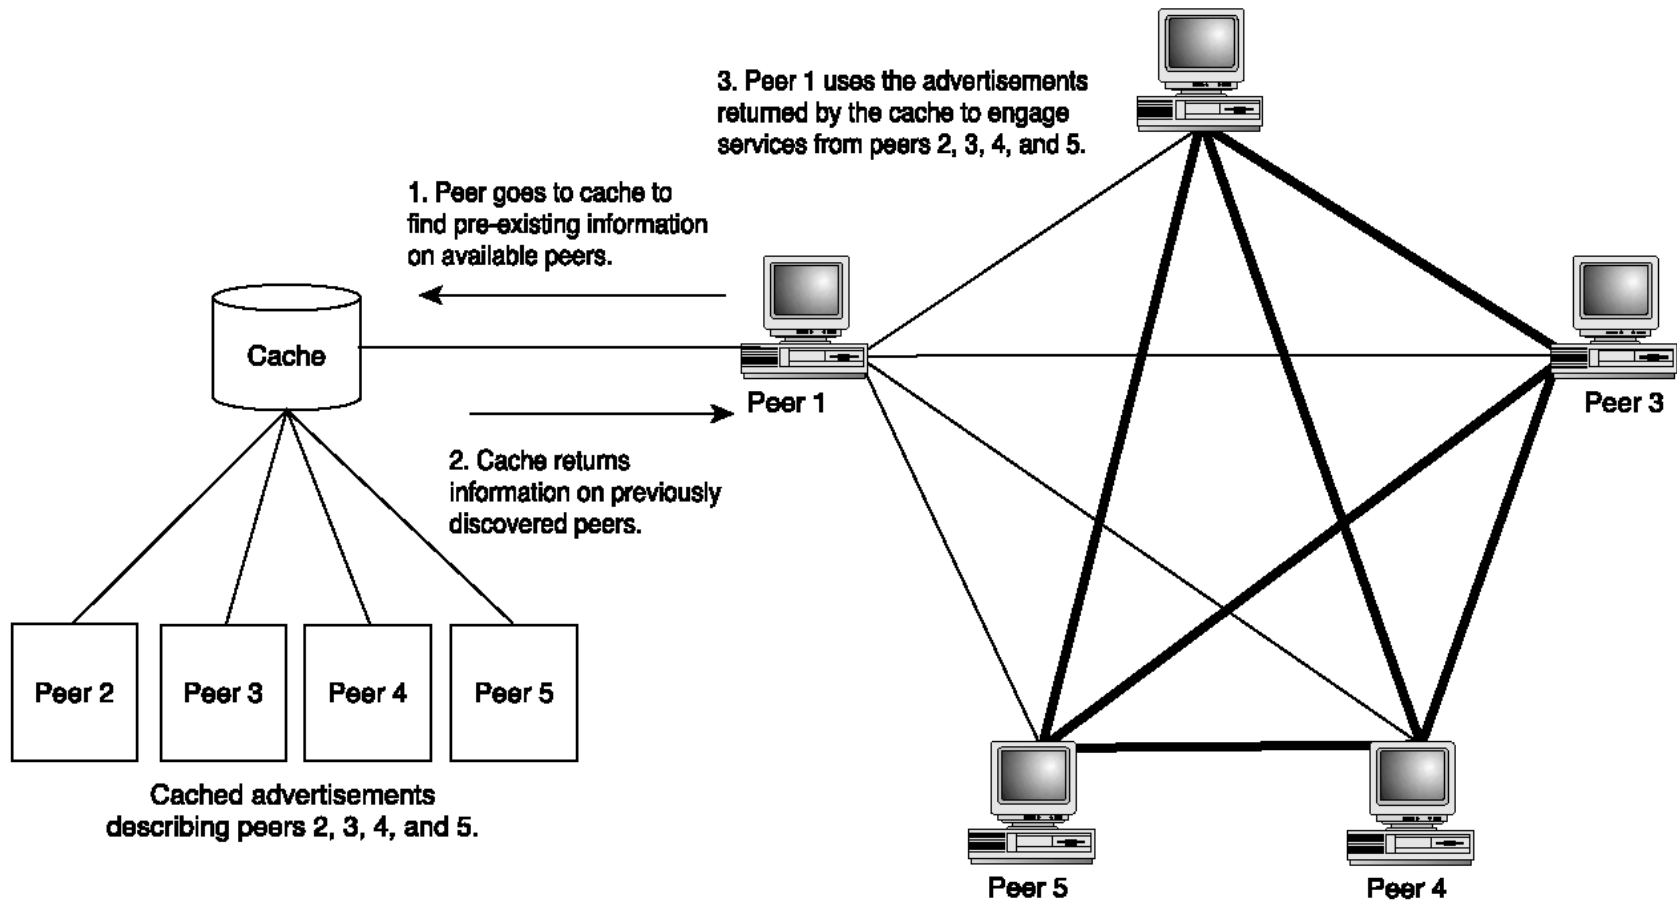 3. Peer 1 uses the advertisements
returned by the cache to engage
services from peers 2, 3, 4, and 5.
1. Peer goes to cache to
find pre-existing information
on available peers.
Cache
Peer 1
Peer 3
2. Cache returns
information on previously
discovered peers.
Peer 2
Peer 3
Peer 4
Peer 5
Cached advertisements
describing peers 2, 3, 4, and 5.
Peer 5
Peer 4